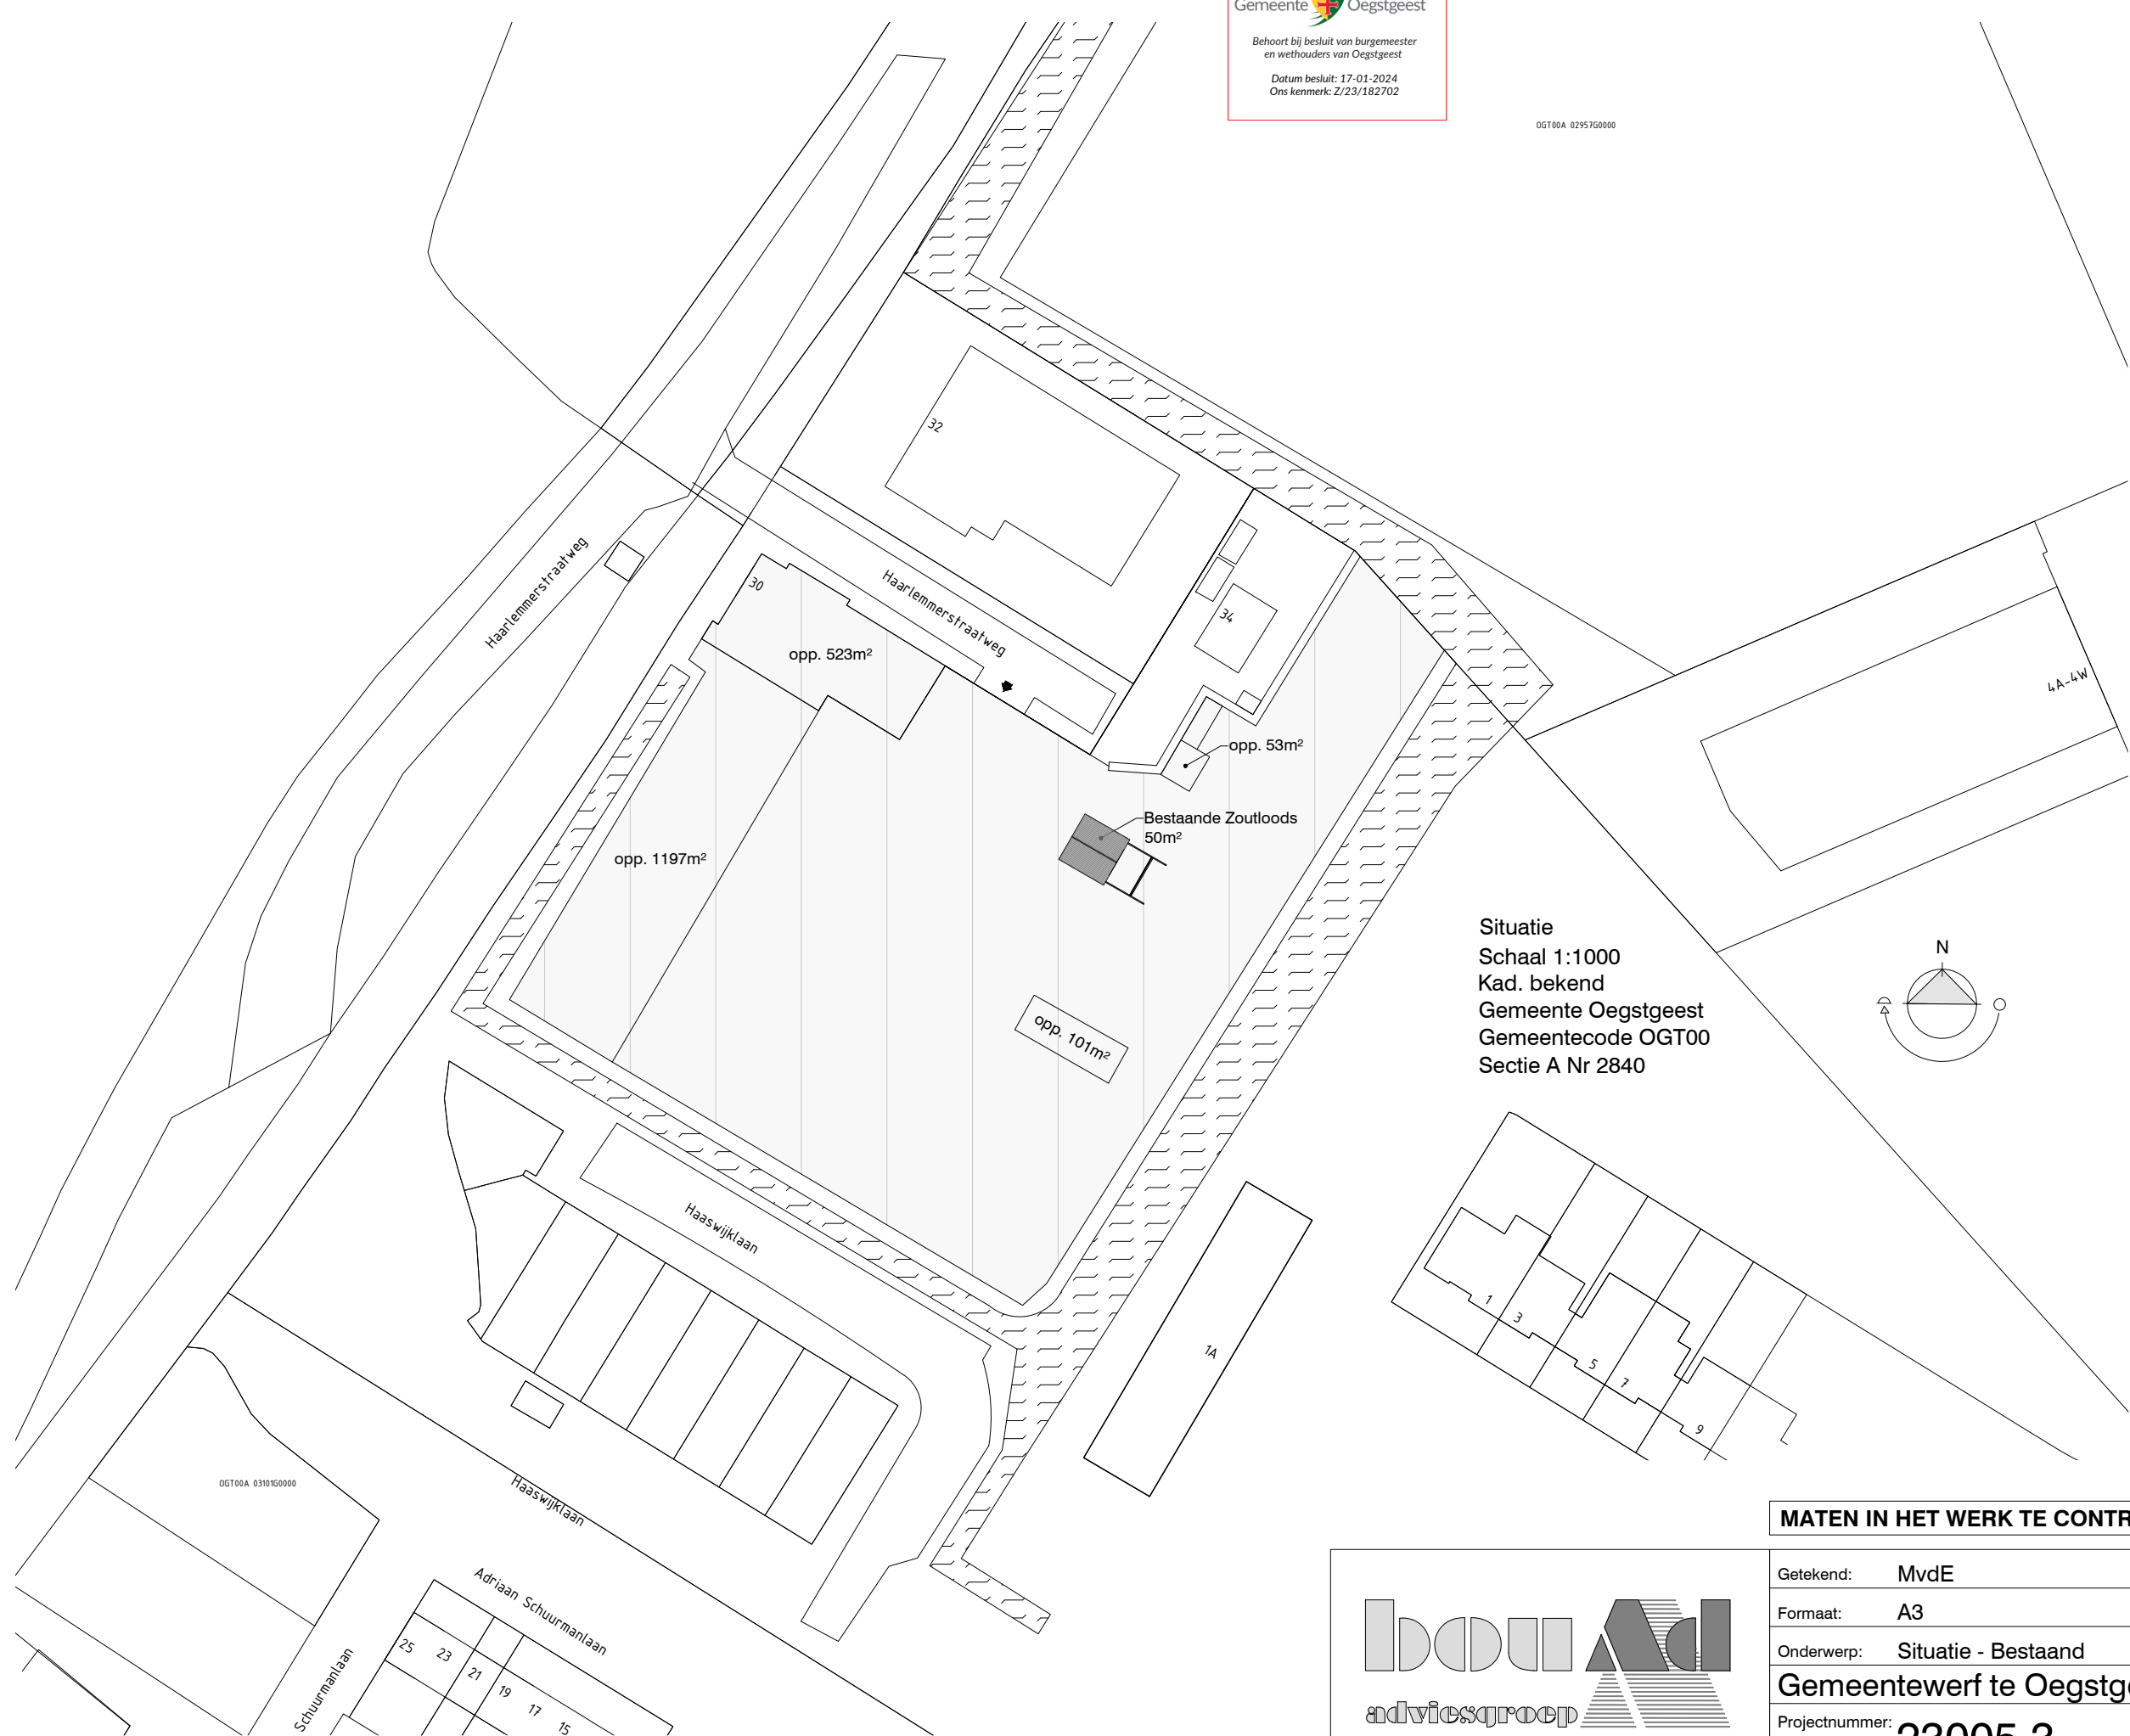 Gemeente Oegstgeest
Behoort bij besluit van burgemeester
en wethouders van Oegstgeest
Datum besluit: 17-01-2024
Ons kenmerk: Z/23/182702
OGT00A 02957G0000
32
Haarlemmerstraatweg
30
Haarlemmerstraatweg
34
opp. 523m²
4A-4W
opp. 53m²
Bestaande Zoutloods
50m²
opp. 1197m²
Situatie
Schaal 1:1000
Kad. bekend
Gemeente Oegstgeest
Gemeentecode OGT00
Sectie A Nr 2840
N
opp. 101m²
Haaswijklaan
1A
1
3
5
7
9
OGT00A 03101G0000
Haaswijklaan
Adriaan Schuurmanlaan
25
23
21
19
17
15
Schuurmanlaan
MATEN IN HET WERK TE CONTR
bouwAd
adviesgroep
Getekend: MvdE
Formaat: A3
Onderwerp: Situatie - Bestaand
Gemeentewerf te Oegstge
Projectnummer: 23005-2